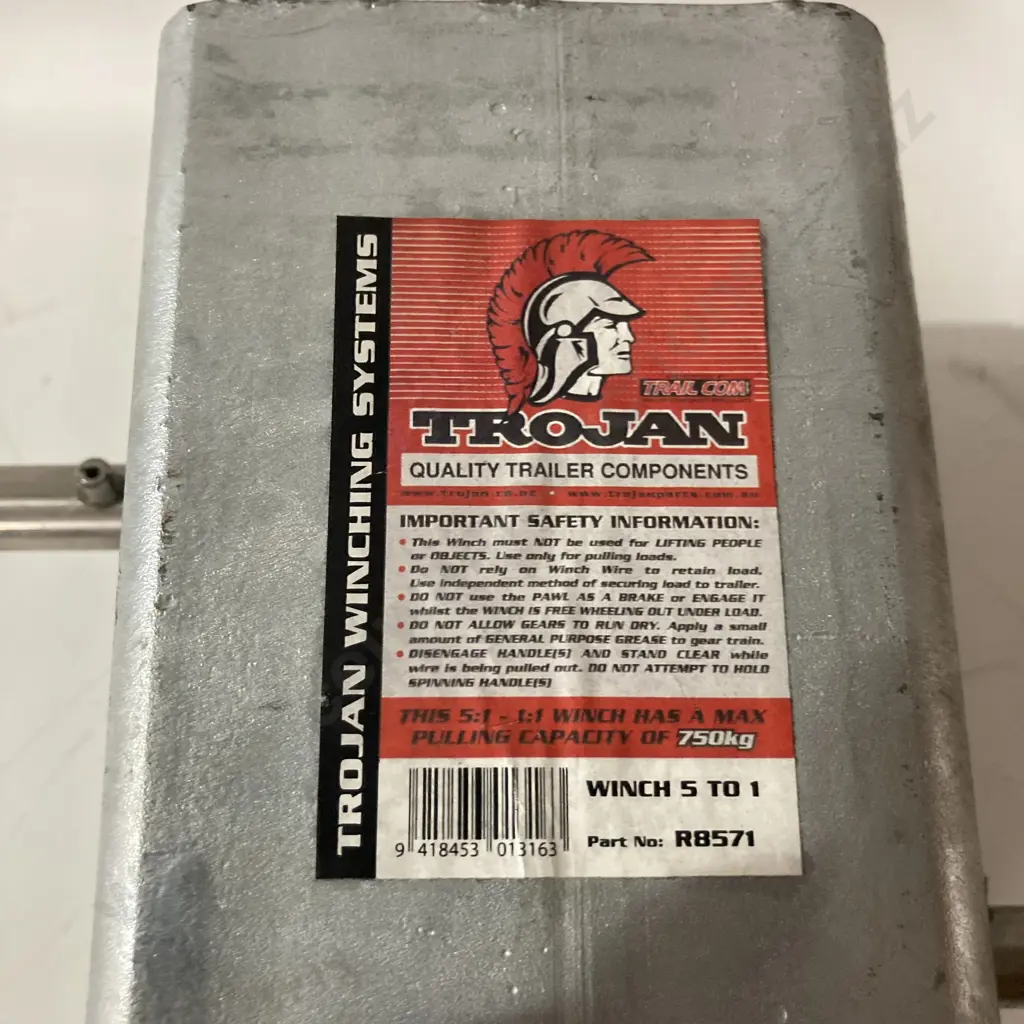 TROJAN WINCHING SYSTEMS
TRAIL COM
TROJAN
QUALITY TRAILER COMPONENTS
www.trojan.co.nz • www.trojanparts.com.au
IMPORTANT SAFETY INFORMATION:
• This Winch must NOT be used for LIFTING PEOPLE
or OBJECTS. Use only for pulling loads.
• Do NOT rely on Winch Wire to retain load.
Use independent method of securing load to trailer.
• DO NOT use the PAWL AS A BRAKE or ENGAGE IT
whilst the WINCH IS FREE WHEELING OUT UNDER LOAD.
• DO NOT ALLOW GEARS TO RUN DRY. Apply a small
amount of GENERAL PURPOSE GREASE to gear train.
• DISENGAGE HANDLE(S) AND STAND CLEAR while
wire is being pulled out. DO NOT ATTEMPT TO HOLD
SPINNING HANDLE(S)
THIS 5:1 - 1:1 WINCH HAS A MAX
PULLING CAPACITY OF 750kg
WINCH 5 TO 1
Part No: R8571
9 418453 013163